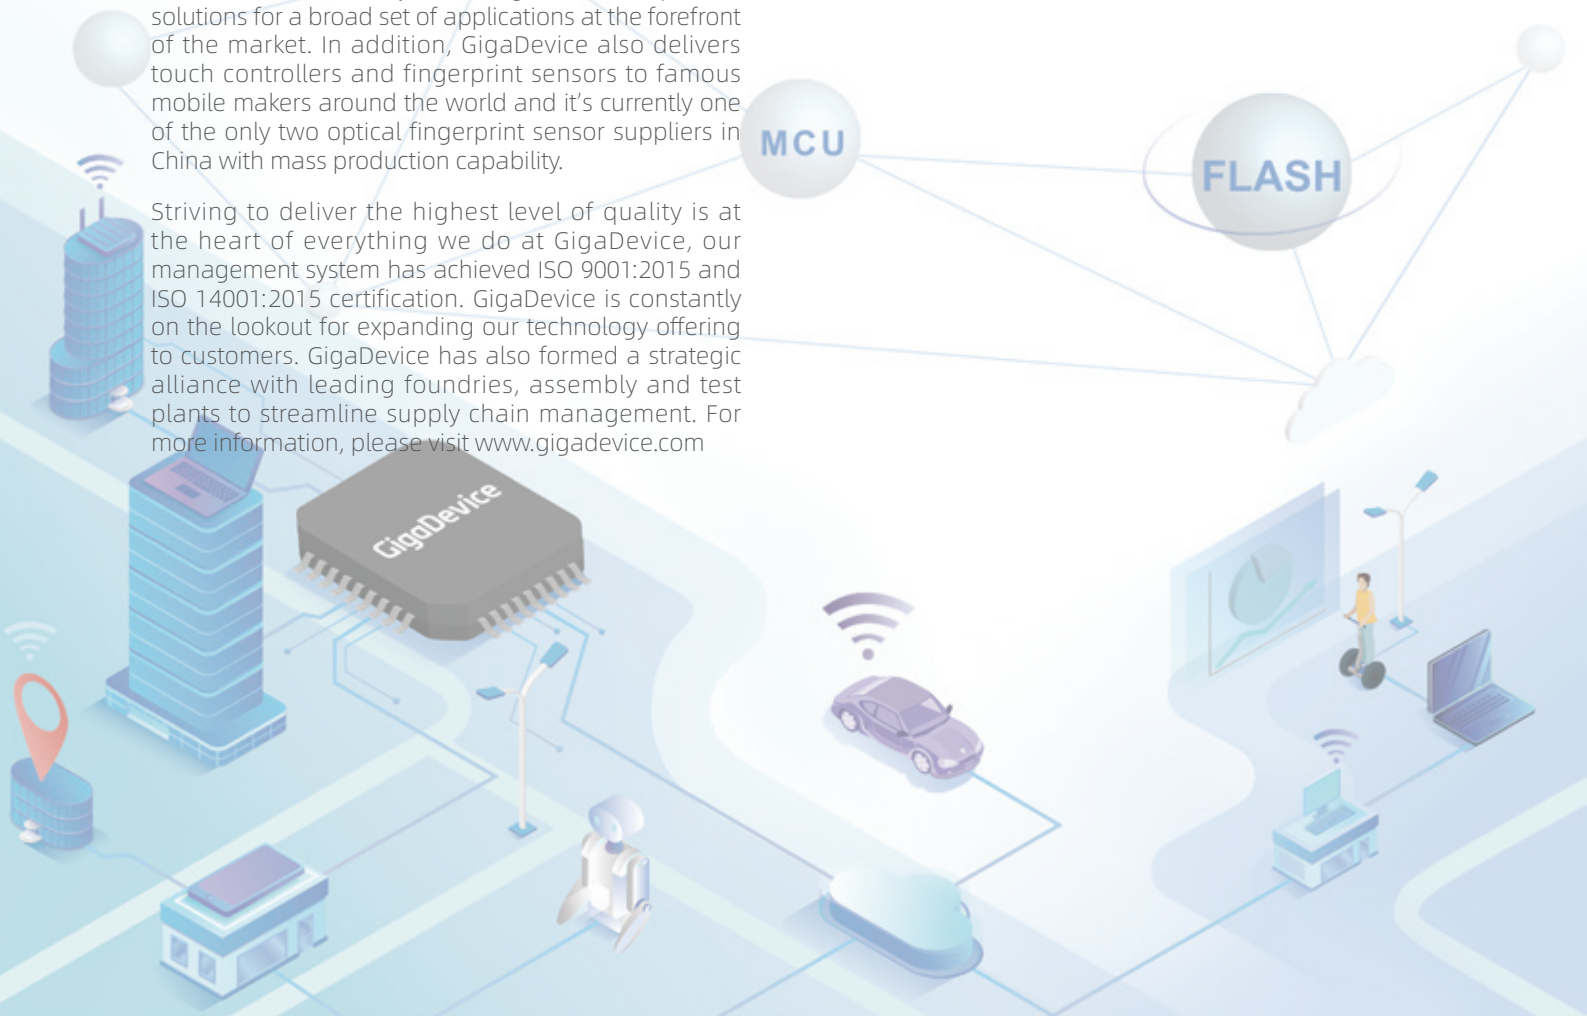 solutions for a broad set of applications at the forefront
of the market. In addition, GigaDevice also delivers
touch controllers and fingerprint sensors to famous
mobile makers around the world and it's currently one
of the only two optical fingerprint sensor suppliers in
China with mass production capability.
Striving to deliver the highest level of quality is at
the heart of everything we do at GigaDevice, our
management system has achieved ISO 9001:2015 and
ISO 14001:2015 certification. GigaDevice is constantly
on the lookout for expanding our technology offering
to customers. GigaDevice has also formed a strategic
alliance with leading foundries, assembly and test
plants to streamline supply chain management. For
more information, please visit www.gigadevice.com
MCU
FLASH
GigaDevice